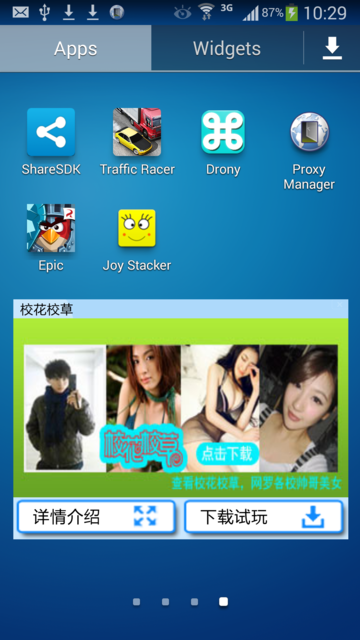 3G
87%
10:29
Apps
Widgets
ShareSDK
Traffic Racer
Drony
Proxy
Manager
Epic
Joy Stacker
校花校草
校花校草
点击下载
查看校花校草，网罗各校帅哥美女
详情介绍
下载试玩